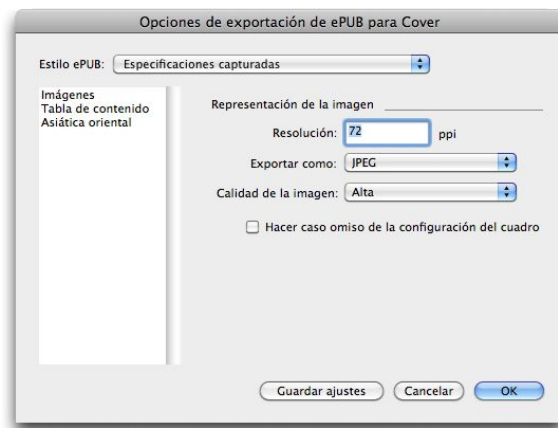 Opciones de exportación de ePUB para Cover
Estilo ePUB: Especificaciones capturadas
Imágenes
Tabla de contenido
Asiática oriental
Representación de la imagen
Resolución: 72 ppi
Exportar como: JPEG
Calidad de la imagen: Alta
Hacer caso omiso de la configuración del cuadro
Guardar ajustes Cancelar OK